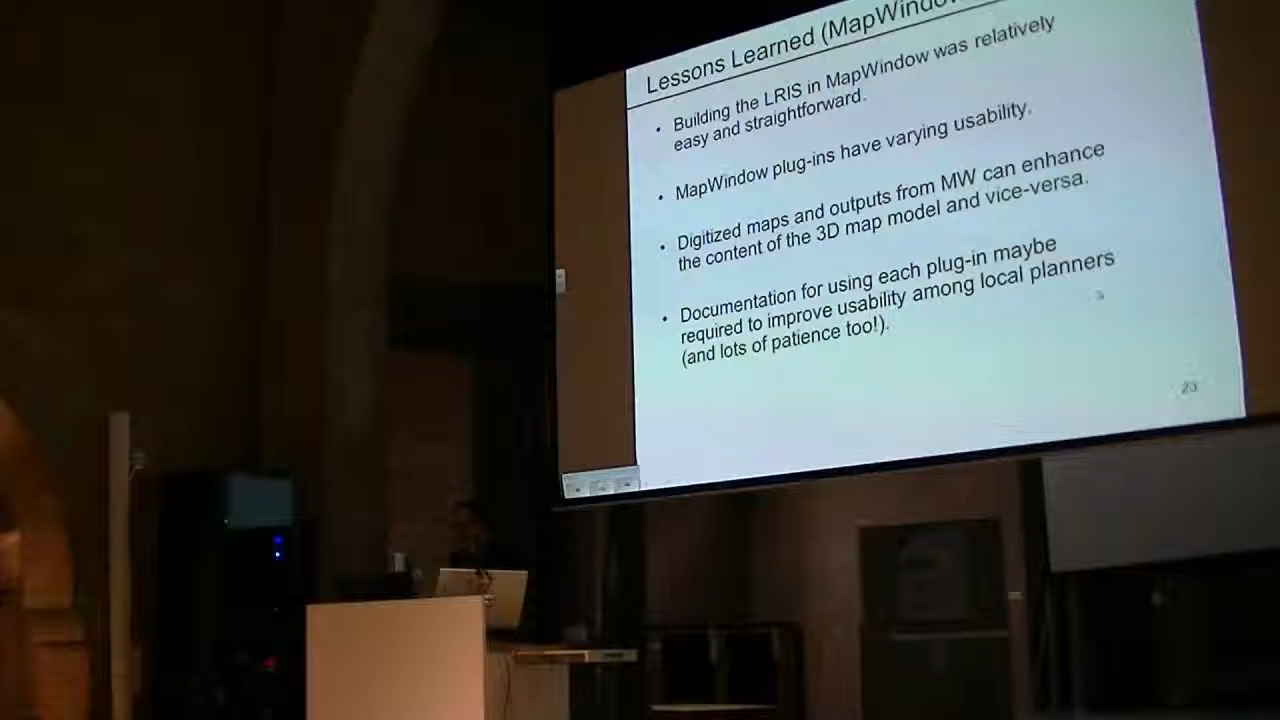 Lessons Learned (MapWindow
• Building the LRIS in MapWindow was relatively
easy and straightforward.
• MapWindow plug-ins have varying usability.
• Digitized maps and outputs from MW can enhance
the content of the 3D map model and vice-versa.
• Documentation for using each plug-in maybe
required to improve usability among local planners
(and lots of patience too!).
23